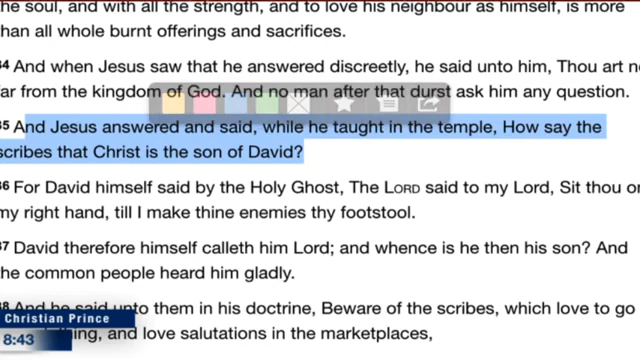 he soul, and with all the strength, and to love his neighbour as himself, is more
han all whole burnt offerings and sacrifices.
34 And when Jesus saw that he answered discreetly, he said unto him, Thou art n
ar from the kingdom of God. And no man after that durst ask him any question.
35 And Jesus answered and said, while he taught in the temple, How say the
scribes that Christ is the son of David?
36 For David himself said by the Holy Ghost, The LORD said to my Lord, Sit thou o
my right hand, till I make thine enemies thy footstool.
37 David therefore himself calleth him Lord; and whence is he then his son? And
he common people heard him gladly.
38 And he said unto them in his doctrine, Beware of the scribes, which love to go
and love salutations in the marketplaces,
Christian Prince
8:43